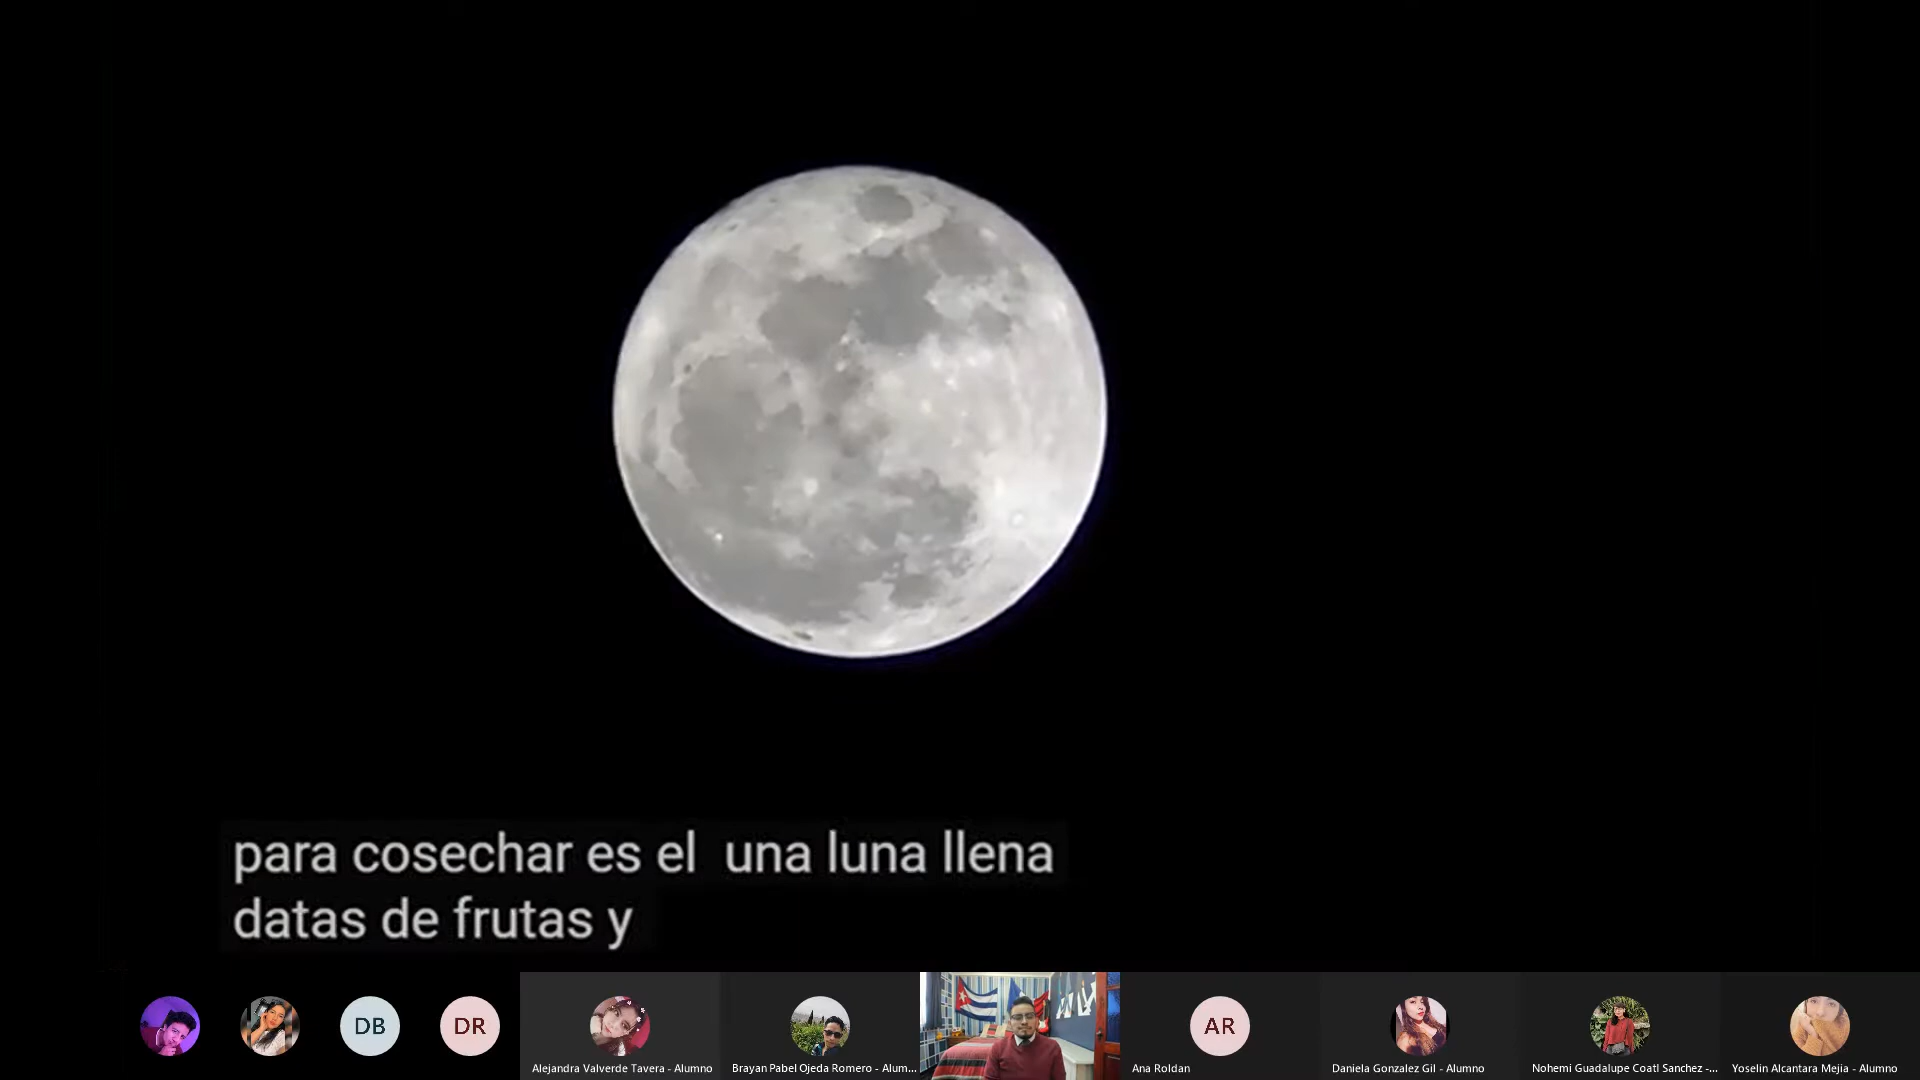 para cosechar es el  una luna llena
datas de frutas y
DB
DR
Alejandra Valverde Tavera - Alumno
Brayan Pabel Ojeda Romero - Alum...
AR
Ana Roldan
Daniela Gonzalez Gil - Alumno
Nohemi Guadalupe Coatl Sanchez -...
Yoselin Alcantara Mejia - Alumno